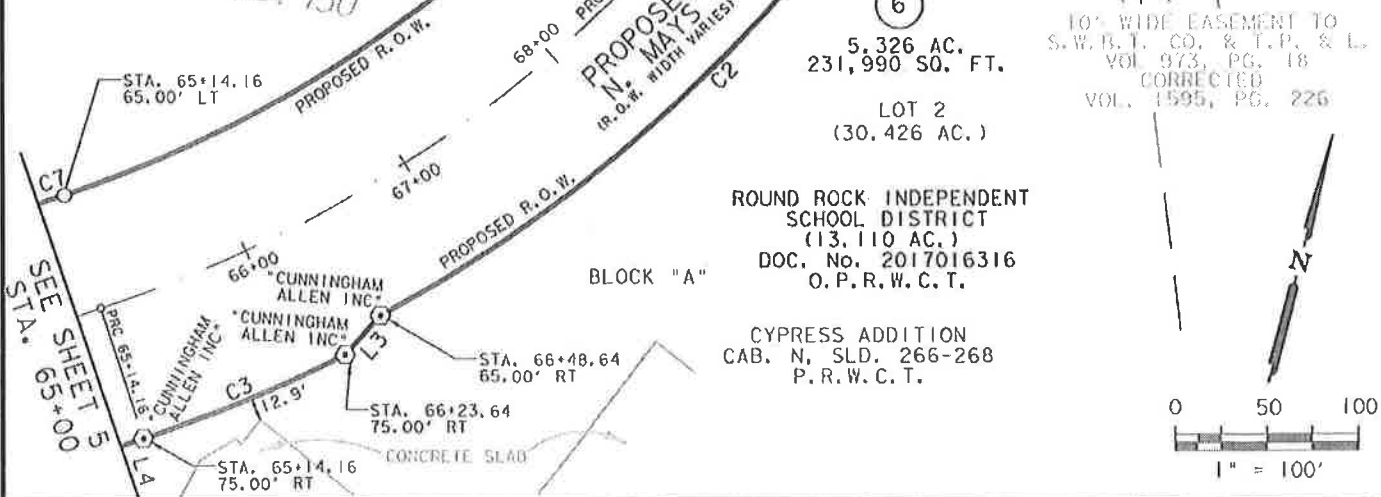 STA. 65+14.16
65.00' LT
C7
PROPOSED R.O.W.
68+00
67+00
66+00
PROPOSE
N. MAYS
(R.O.W. WIDTH VARIES)
C2
PROPOSED R.O.W.
6
5.326 AC.
231,990 SQ. FT.
LOT 2
(30.426 AC.)
10' WIDE EASEMENT TO
S.W.B.T. CO. & T.P. & L.
VOL 973, PG. 18
CORRECTED
VOL. 1595, PG. 226
ROUND ROCK INDEPENDENT
SCHOOL DISTRICT
(13.110 AC.)
DOC. No. 2017016316
O.P.R.W.C.T.
BLOCK "A"
CYPRESS ADDITION
CAB. N, SLD. 266-268
P.R.W.C.T.
SEE SHEET 5
STA. 65+00
PRC 65+14.16
"CUNNINGHAM
ALLEN INC"
"CUNNINGHAM
ALLEN INC"
"CUNNINGHAM
ALLEN INC"
L3
STA. 66+48.64
65.00' RT
STA. 66+23.64
75.00' RT
C3
12.9'
CONCRETE SLAB
L4
STA. 65+14.16
75.00' RT
N
0 50 100
1" = 100'